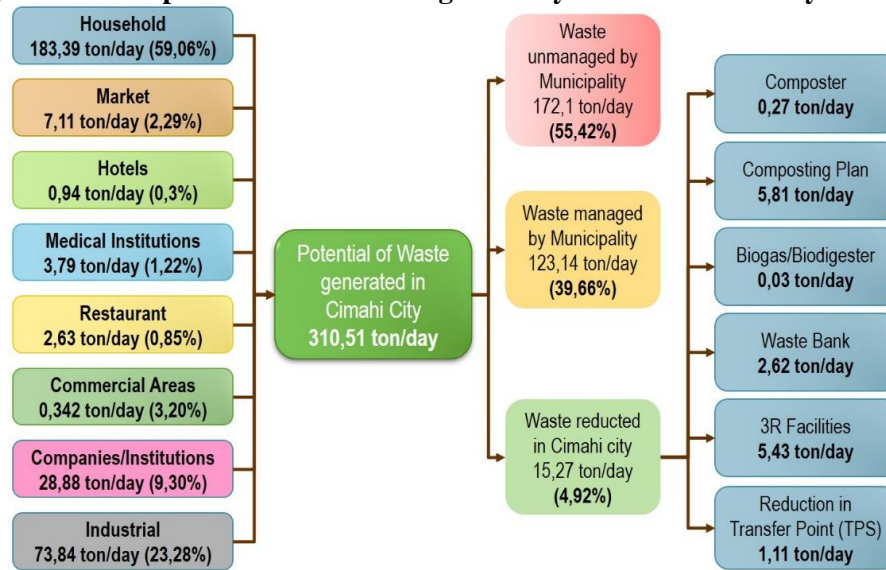 Household
183,39 ton/day (59,06%)
Market
7,11 ton/day (2,29%)
Hotels
0,94 ton/day (0,3%)
Medical Institutions
3,79 ton/day (1,22%)
Restaurant
2,63 ton/day (0,85%)
Commercial Areas
0,342 ton/day (3,20%)
Companies/Institutions
28,88 ton/day (9,30%)
Industrial
73,84 ton/day (23,28%)
Potential of Waste
generated in
Cimahi City
310,51 ton/day
Waste
unmanaged by
Municipality
172,1 ton/day
(55,42%)
Waste managed
by Municipality
123,14 ton/day
(39,66%)
Waste reducted
in Cimahi city
15,27 ton/day
(4,92%)
Composter
0,27 ton/day
Composting Plan
5,81 ton/day
Biogas/Biodigester
0,03 ton/day
Waste Bank
2,62 ton/day
3R Facilities
5,43 ton/day
Reduction in
Transfer Point (TPS)
1,11 ton/day